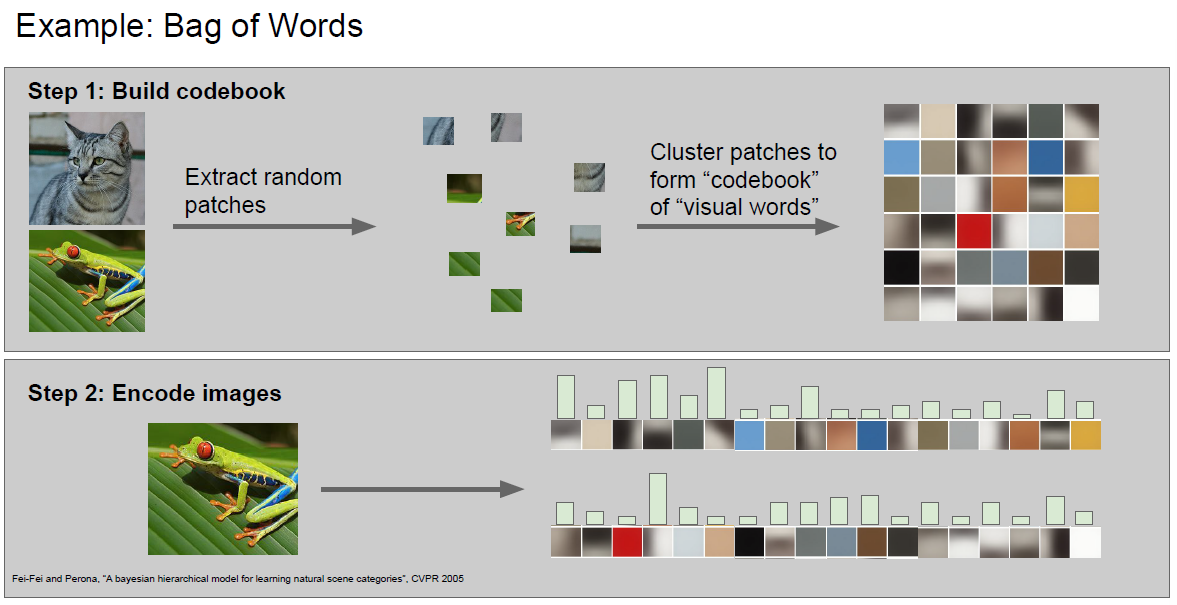 Example: Bag of Words
Step 1: Build codebook
Extract random
patches
Cluster patches to
form “codebook”
of “visual words”
Step 2: Encode images
Fei-Fei and Perona, “A bayesian hierarchical model for learning natural scene categories”, CVPR 2005